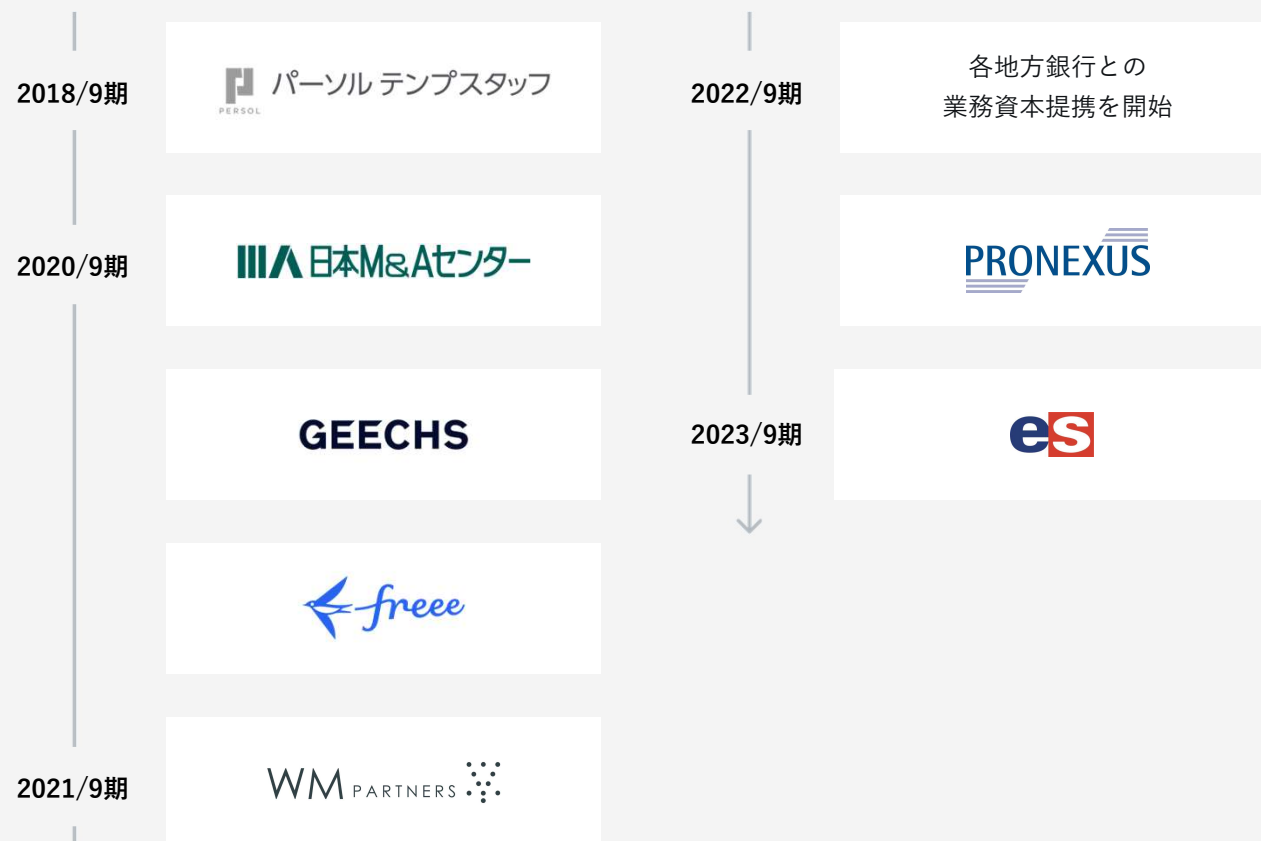 2018/9期
パーソル テンプスタッフ
PERSOL
2020/9期
日本M&Aセンター
GEECHS
freee
2021/9期
WM PARTNERS
2022/9期
各地方銀行との
業務資本提携を開始
PRONEXUS
2023/9期
es